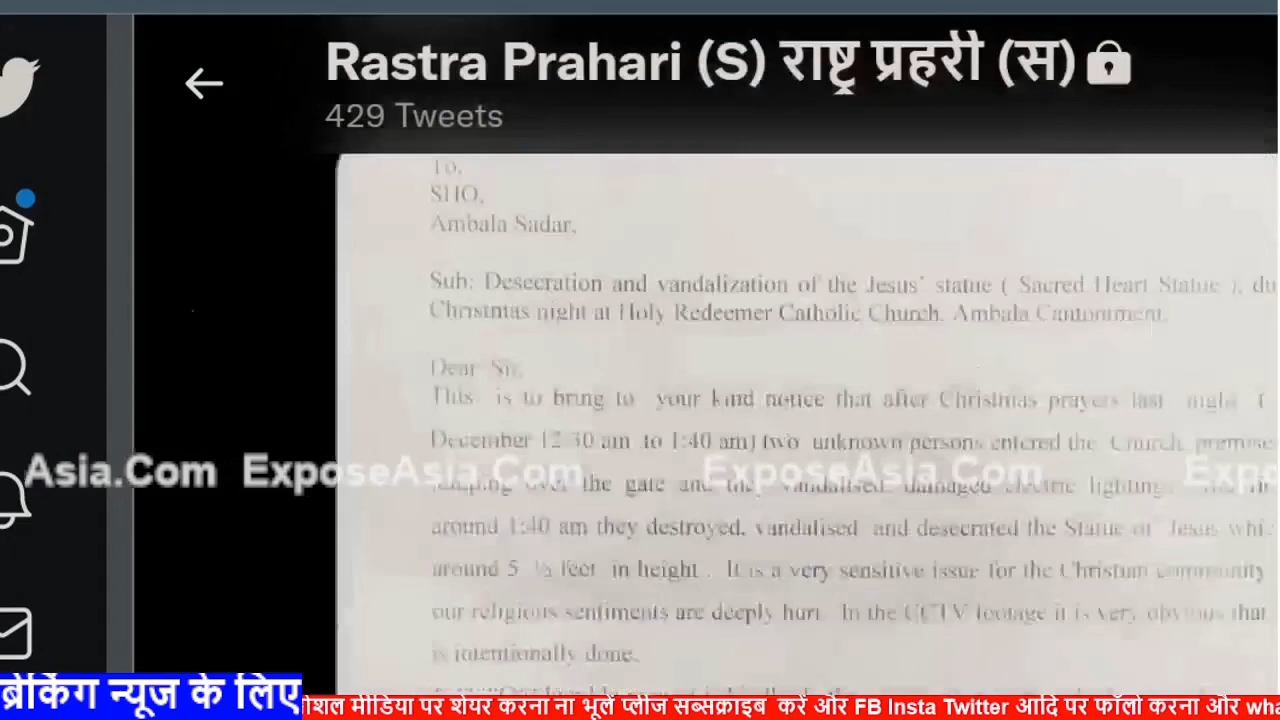 Rastra Prahari (S) राष्ट्र प्रहरी (स)
429 Tweets
To,
SHO,
Ambala Sadar,
Sub: Desecration and vandalization of the Jesus' statue ( Sacred Heart Statue ), du
Christmas night at Holy Redeemer Catholic Church, Ambala Cantonment.
Dear Sir,
This is to bring to your kind notice that after Christmas prayers last night (
December 12:30 am to 1:40 am) two unknown persons entered the Church premise
Asia.Com ExposeAsia.Com ExposeAsia.Com Expo
over the gate and they vandalised, damaged electric lighting.
around 1:40 am they destroyed, vandalised and desecrated the Statue of Jesus whi
around 5 ½ feet in height . It is a very sensitive issue for the Christian community
our religious sentiments are deeply hurt. In the CCTV footage it is very obvious that
is intentionally done.
ब्रेकिंग न्यूज के लिए
ोशल मीडिया पर शेयर करना ना भूलें प्लीज सब्सक्राइब करें और FB Insta Twitter आदि पर फॉलो करना और wha